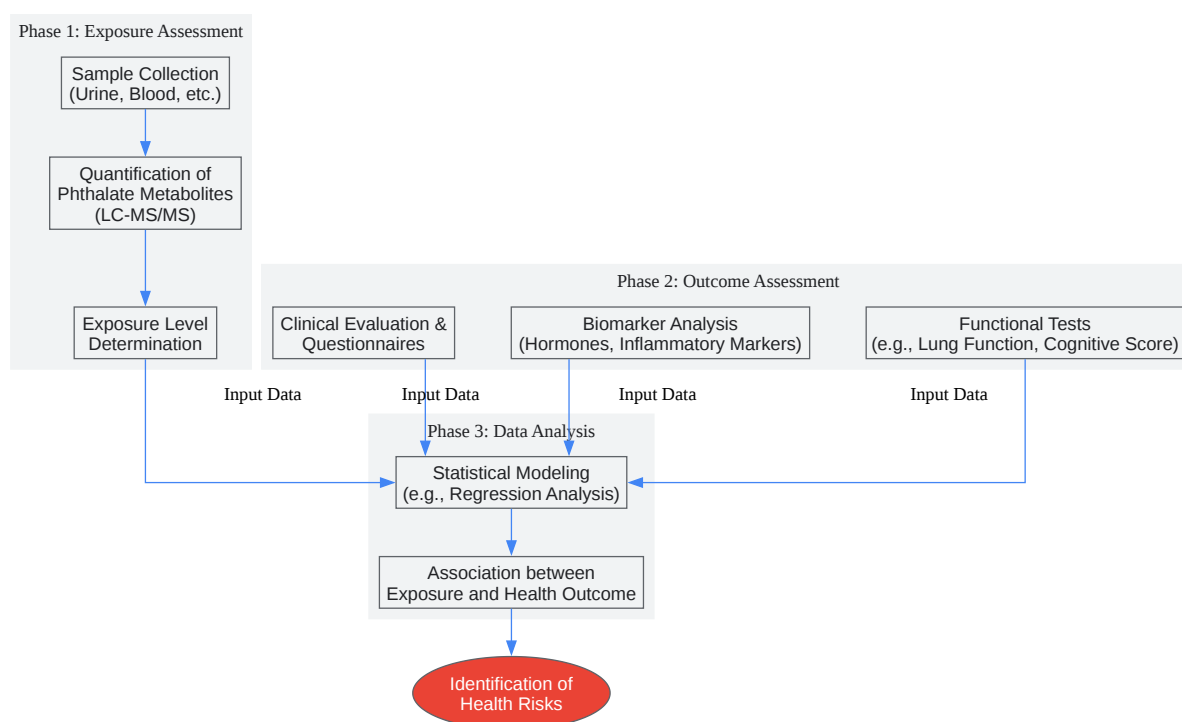 Phase 1: Exposure Assessment
Sample Collection
(Urine, Blood, etc.)
Quantification of
Phthalate Metabolites
(LC-MS/MS)
Exposure Level
Determination
Phase 2: Outcome Assessment
Clinical Evaluation &
Questionnaires
Biomarker Analysis
(Hormones, Inflammatory Markers)
Functional Tests
(e.g., Lung Function, Cognitive Score)
Input Data
Input Data
Input Data
Input Data
Phase 3: Data Analysis
Statistical Modeling
(e.g., Regression Analysis)
Association between
Exposure and Health Outcome
Identification of
Health Risks